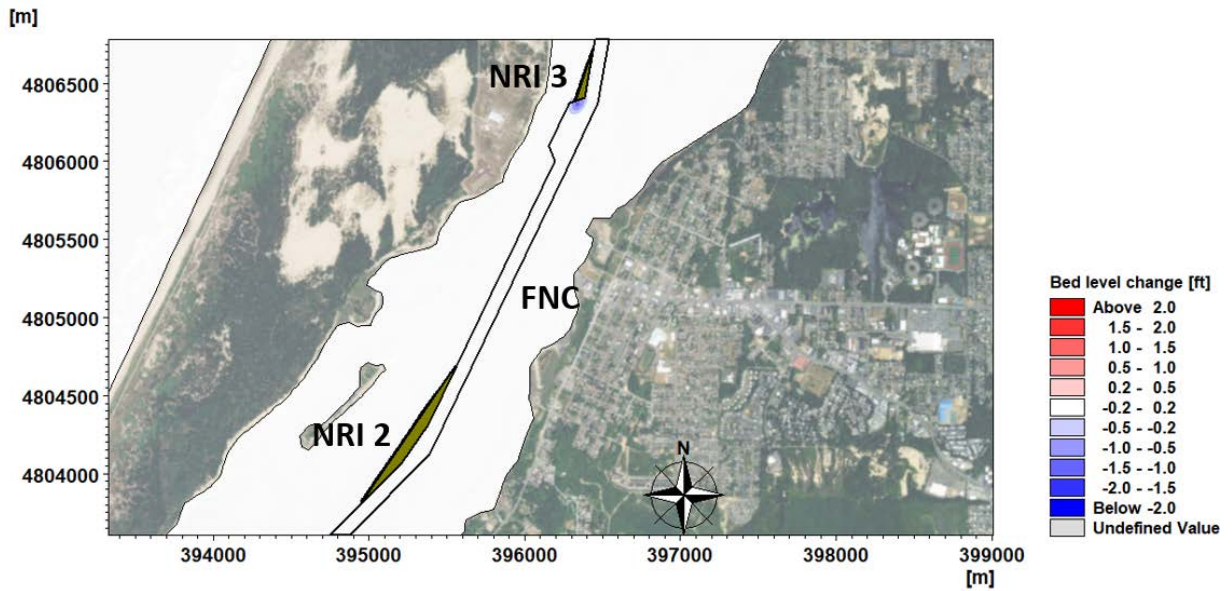 [m]
4806500
4806000
4805500
4805000
4804500
4804000
NRI 3
FNC
NRI 2
N
394000 395000 396000 397000 398000 399000
[m]
Bed level change [ft]
Above 2.0
1.5 - 2.0
1.0 - 1.5
0.5 - 1.0
0.2 - 0.5
-0.2 - 0.2
-0.5 - -0.2
-1.0 - -0.5
-1.5 - -1.0
-2.0 - -1.5
Below -2.0
Undefined Value